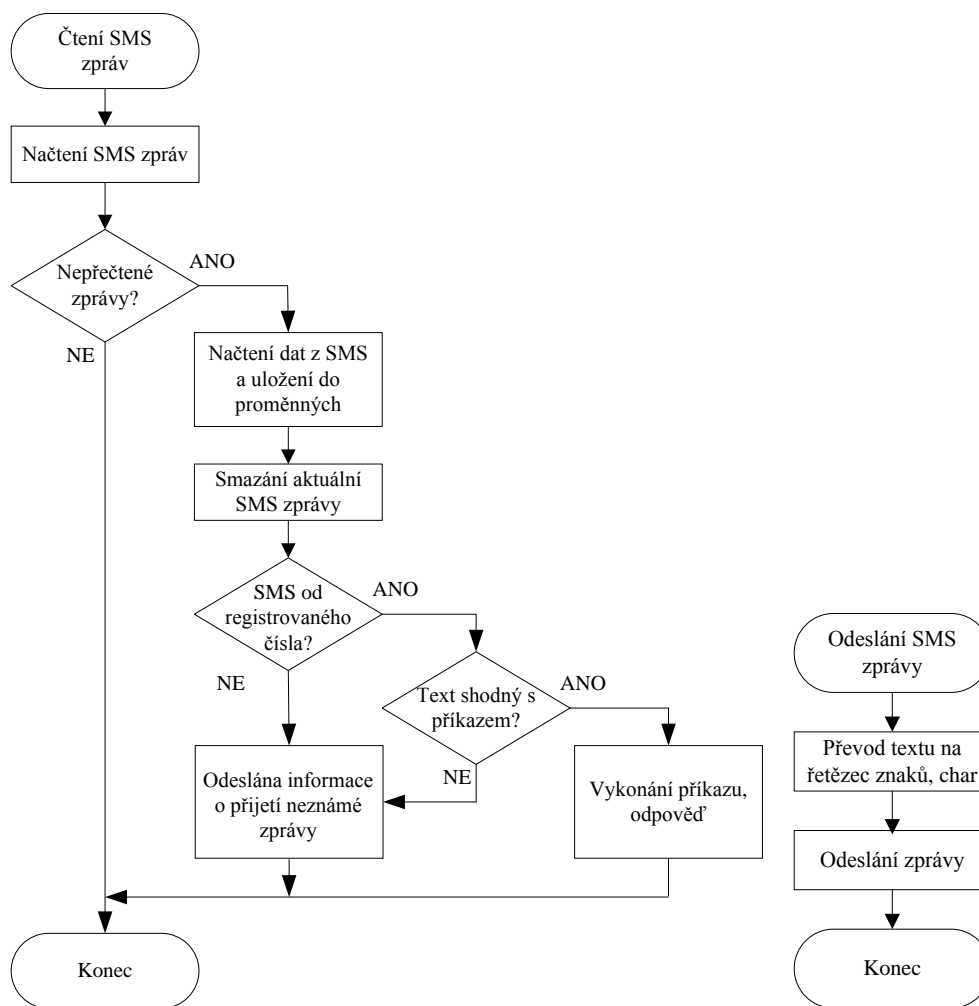 Čtení SMS
zpráv
Načtení SMS zpráv
Nepřečtené
zprávy?
ANO
NE
Načtení dat z SMS
a uložení do
proměnných
Smazání aktuální
SMS zprávy
SMS od
registrovaného
čísla?
ANO
NE
Text shodný s
příkazem?
ANO
NE
Odeslána informace
o přijetí neznámé
zprávy
Vykonání příkazu,
odpověď
Konec
Odeslání SMS
zprávy
Převod textu na
řetězec znaků, char
Odeslání zprávy
Konec